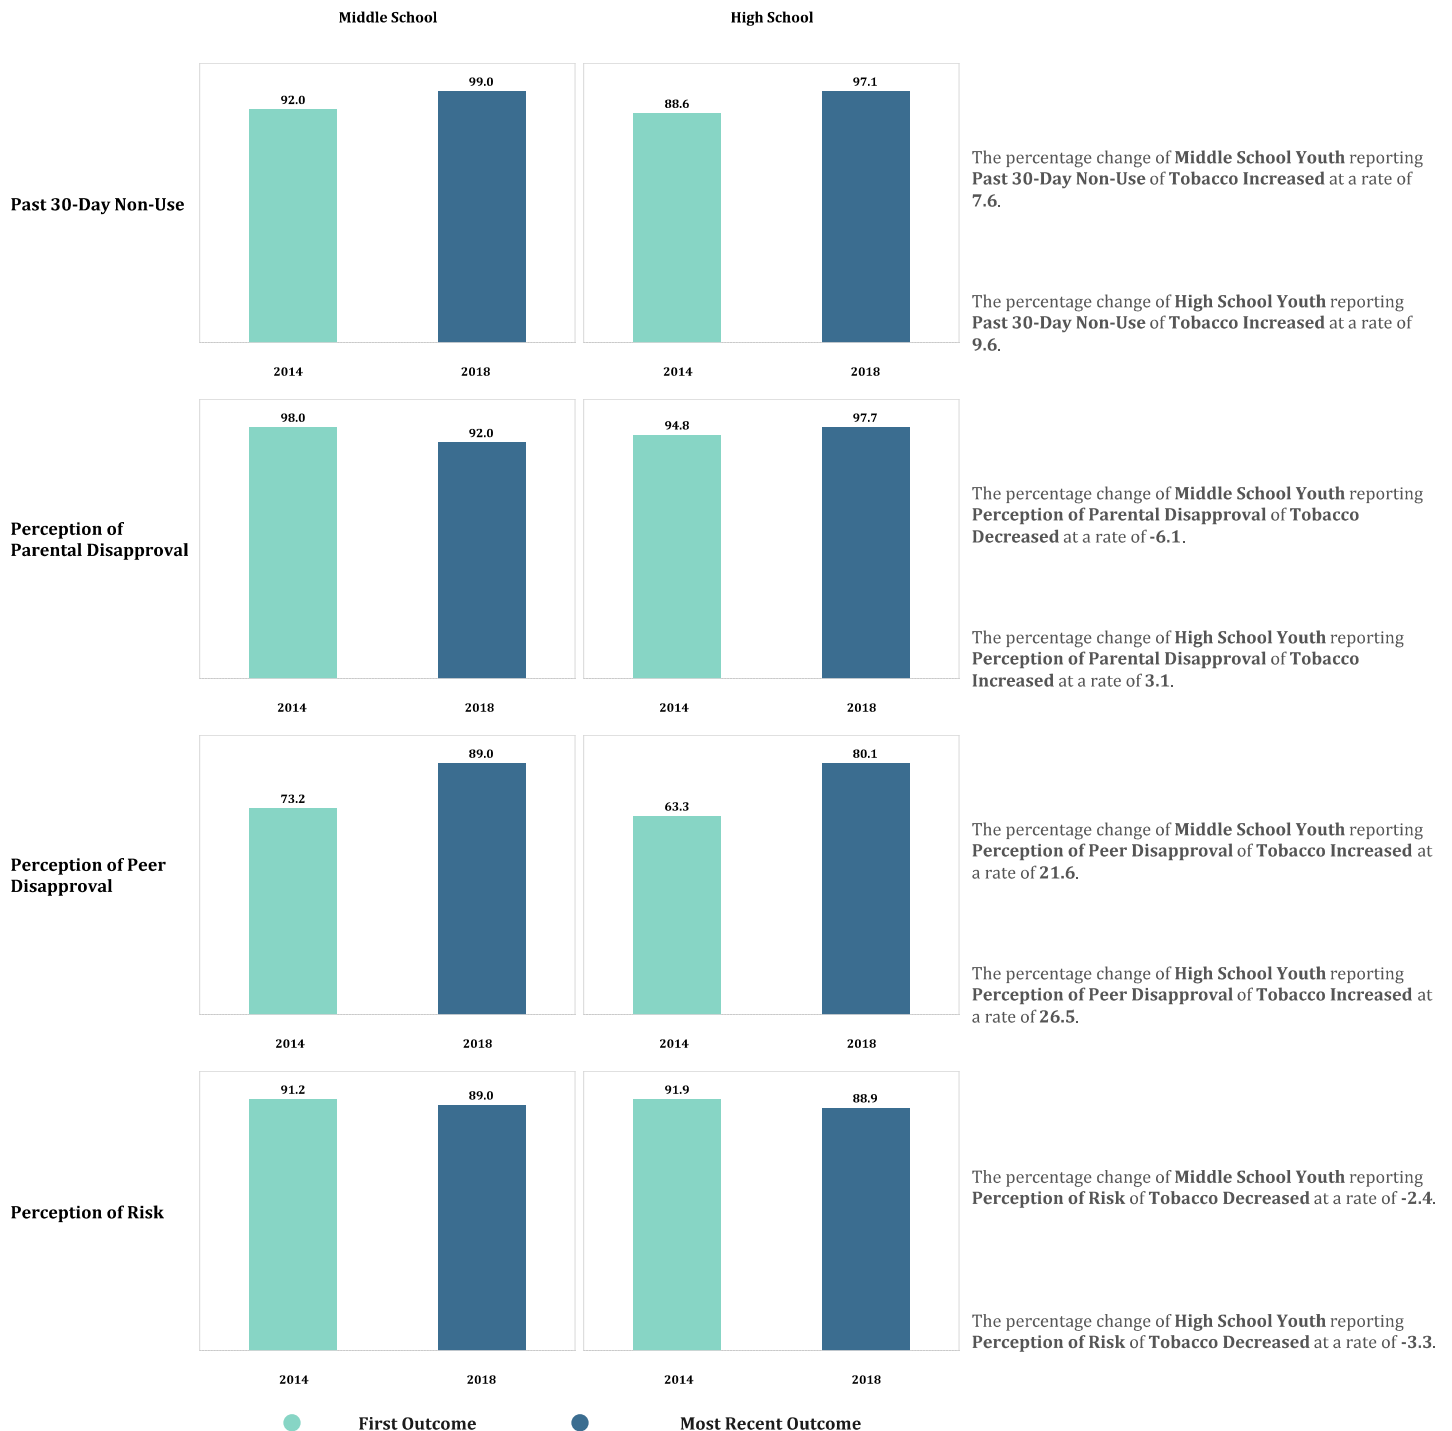 Middle School
High School
Past 30-Day Non-Use
92.0
99.0
2014
2018
88.6
97.1
2014
2018
The percentage change of Middle School Youth reporting
Past 30-Day Non-Use of Tobacco Increased at a rate of
7.6.
The percentage change of High School Youth reporting
Past 30-Day Non-Use of Tobacco Increased at a rate of
9.6.
Perception of
Parental Disapproval
98.0
92.0
2014
2018
94.8
97.7
2014
2018
The percentage change of Middle School Youth reporting
Perception of Parental Disapproval of Tobacco
Decreased at a rate of -6.1.
The percentage change of High School Youth reporting
Perception of Parental Disapproval of Tobacco
Increased at a rate of 3.1.
Perception of Peer
Disapproval
73.2
89.0
2014
2018
63.3
80.1
2014
2018
The percentage change of Middle School Youth reporting
Perception of Peer Disapproval of Tobacco Increased at
a rate of 21.6.
The percentage change of High School Youth reporting
Perception of Peer Disapproval of Tobacco Increased at
a rate of 26.5.
Perception of Risk
91.2
89.0
2014
2018
91.9
88.9
2014
2018
The percentage change of Middle School Youth reporting
Perception of Risk of Tobacco Decreased at a rate of -2.4.
The percentage change of High School Youth reporting
Perception of Risk of Tobacco Decreased at a rate of -3.3.
First Outcome
Most Recent Outcome